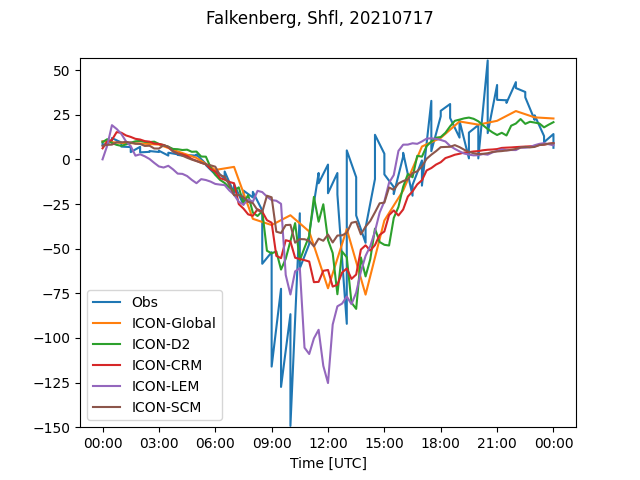 Falkenberg, Shfl, 20210717
50
25
0
−25
−50
−75
−100
−125
−150
Obs
ICON-Global
ICON-D2
ICON-CRM
ICON-LEM
ICON-SCM
00:00 03:00 06:00 09:00 12:00 15:00 18:00 21:00 00:00
Time [UTC]